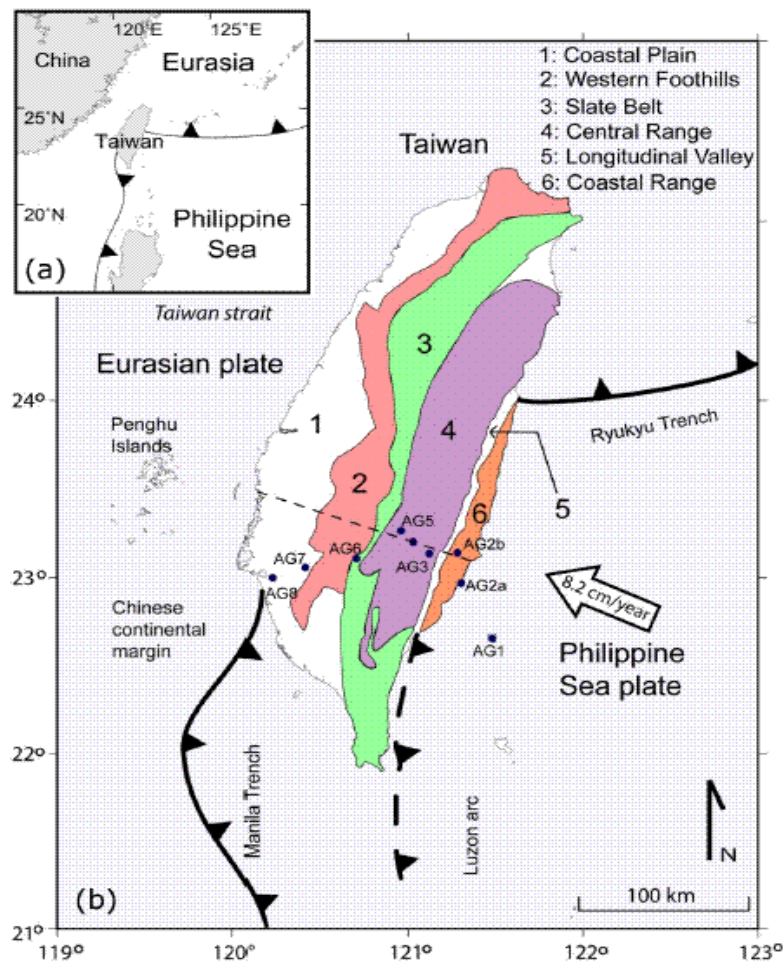 120°E
125°E
China
Eurasia
25°N
Taiwan
20°N
Philippine
Sea
(a)
1: Coastal Plain
2: Western Foothills
3: Slate Belt
4: Central Range
5: Longitudinal Valley
6: Coastal Range
Taiwan
Taiwan strait
Eurasian plate
3
24°
Ryukyu Trench
Penghu
Islands
1
4
2
6
5
AG5
AG7
AG6
AG3
AG2b
23°
AG8
AG2a
8.2 cm/year
Chinese
continental
margin
AG1
Philippine
Sea plate
22°
Manila Trench
Luzon arc
N
(b)
100 km
21°
119°
120°
121°
122°
123°